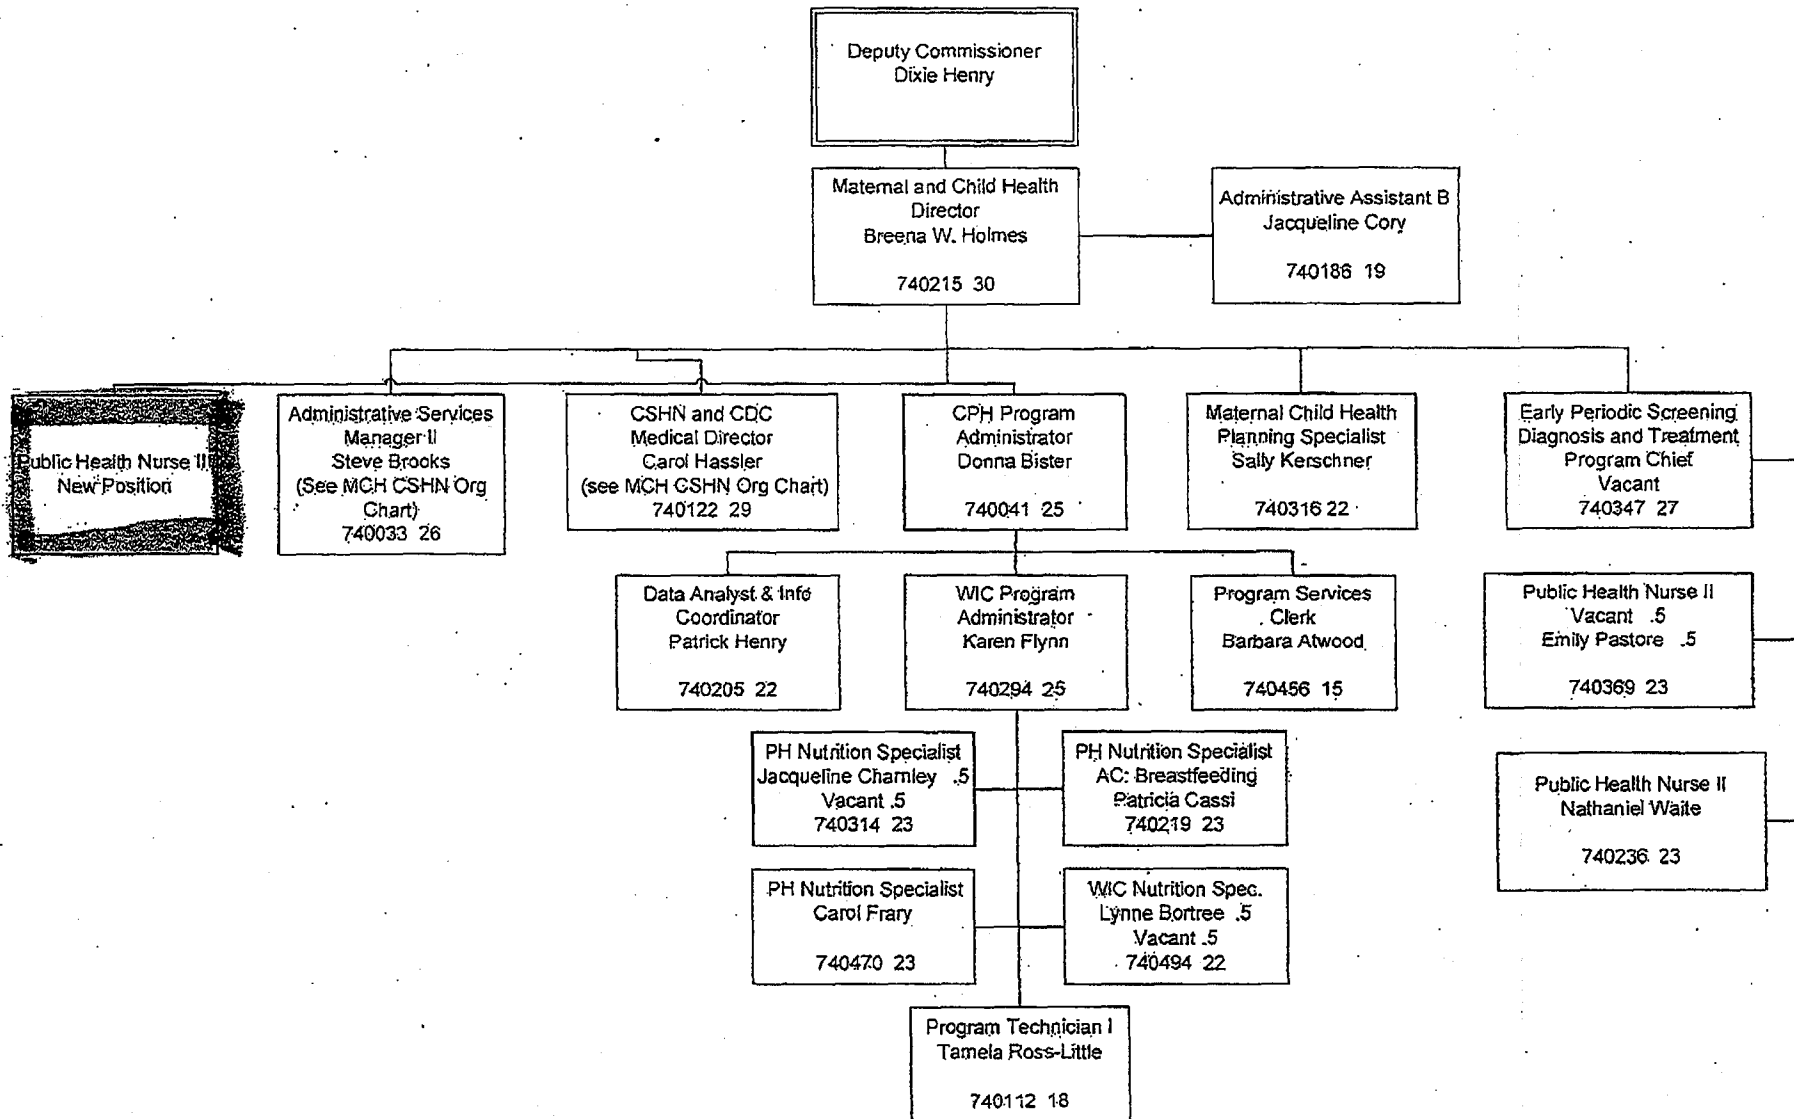 Deputy Commissioner
Dixie Henry
Maternal and Child Health
Director
Breena W. Holmes
740215 30
Administrative Assistant B
Jacqueline Cory
740186 19
Public Health Nurse II
New Position
Administrative Services
Manager II
Steve Brooks
(See MCH CSHN Org
Chart)
740033 26
CSHN and CDC
Medical Director
Carol Hassler
(see MCH CSHN Org Chart)
740122 29
CPH Program
Administrator
Donna Bister
740041 25
Maternal Child Health
Planning Specialist
Sally Kerschner
740316 22
Early Periodic Screening
Diagnosis and Treatment
Program Chief
Vacant
740347 27
Data Analyst & Info
Coordinator
Patrick Henry
740205 22
WIC Program
Administrator
Karen Flynn
740294 25
Program Services
Clerk
Barbara Atwood
740456 15
Public Health Nurse II
Vacant .5
Emily Pastore .5
740369 23
PH Nutrition Specialist
Jacqueline Charnley .5
Vacant .5
740314 23
PH Nutrition Specialist
AC: Breastfeeding
Patricia Cassi
740219 23
Public Health Nurse II
Nathaniel Waite
740236 23
PH Nutrition Specialist
Carol Frary
740470 23
WIC Nutrition Spec.
Lynne Bortree .5
Vacant .5
740494 22
Program Technician I
Tamela Ross-Little
740112 18